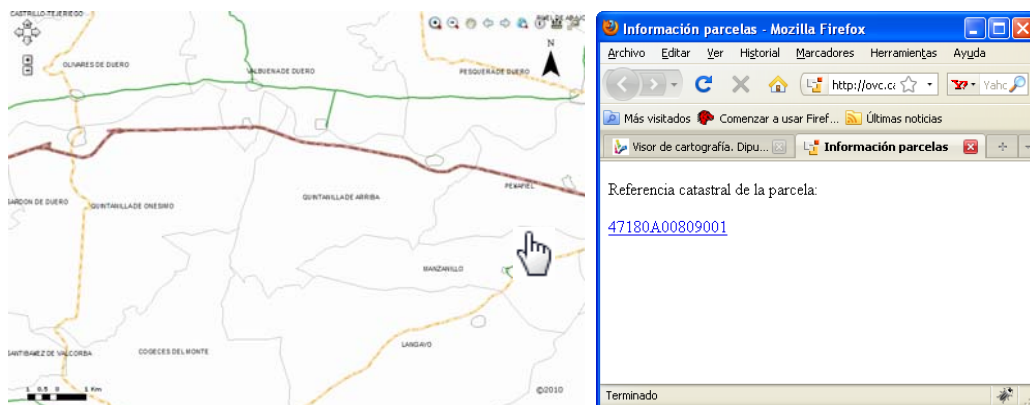 CASTRILLO-TEJERIEGO
OLIVARES DE DUERO
VALBUENA DE DUERO
PESQUERA DE DUERO
N
PEÑAFIEL
SARDON DE DUERO
QUINTANILLA DE ONESIMO
QUINTANILLA DE ARRIBA
MANZANILLO
LANGAYO
SANTIBAÑEZ DE VALCORBA
COGECES DEL MONTE
1 0.5 0 1 Km
©2010
Información parcelas - Mozilla Firefox
Archivo Editar Ver Historial Marcadores Herramientas Ayuda
http://ovc.ca
Yahc
Más visitados Comenzar a usar Firef... Últimas noticias
Visor de cartografía. Dipu... Información parcelas
Referencia catastral de la parcela:
47180A00809001
Terminado